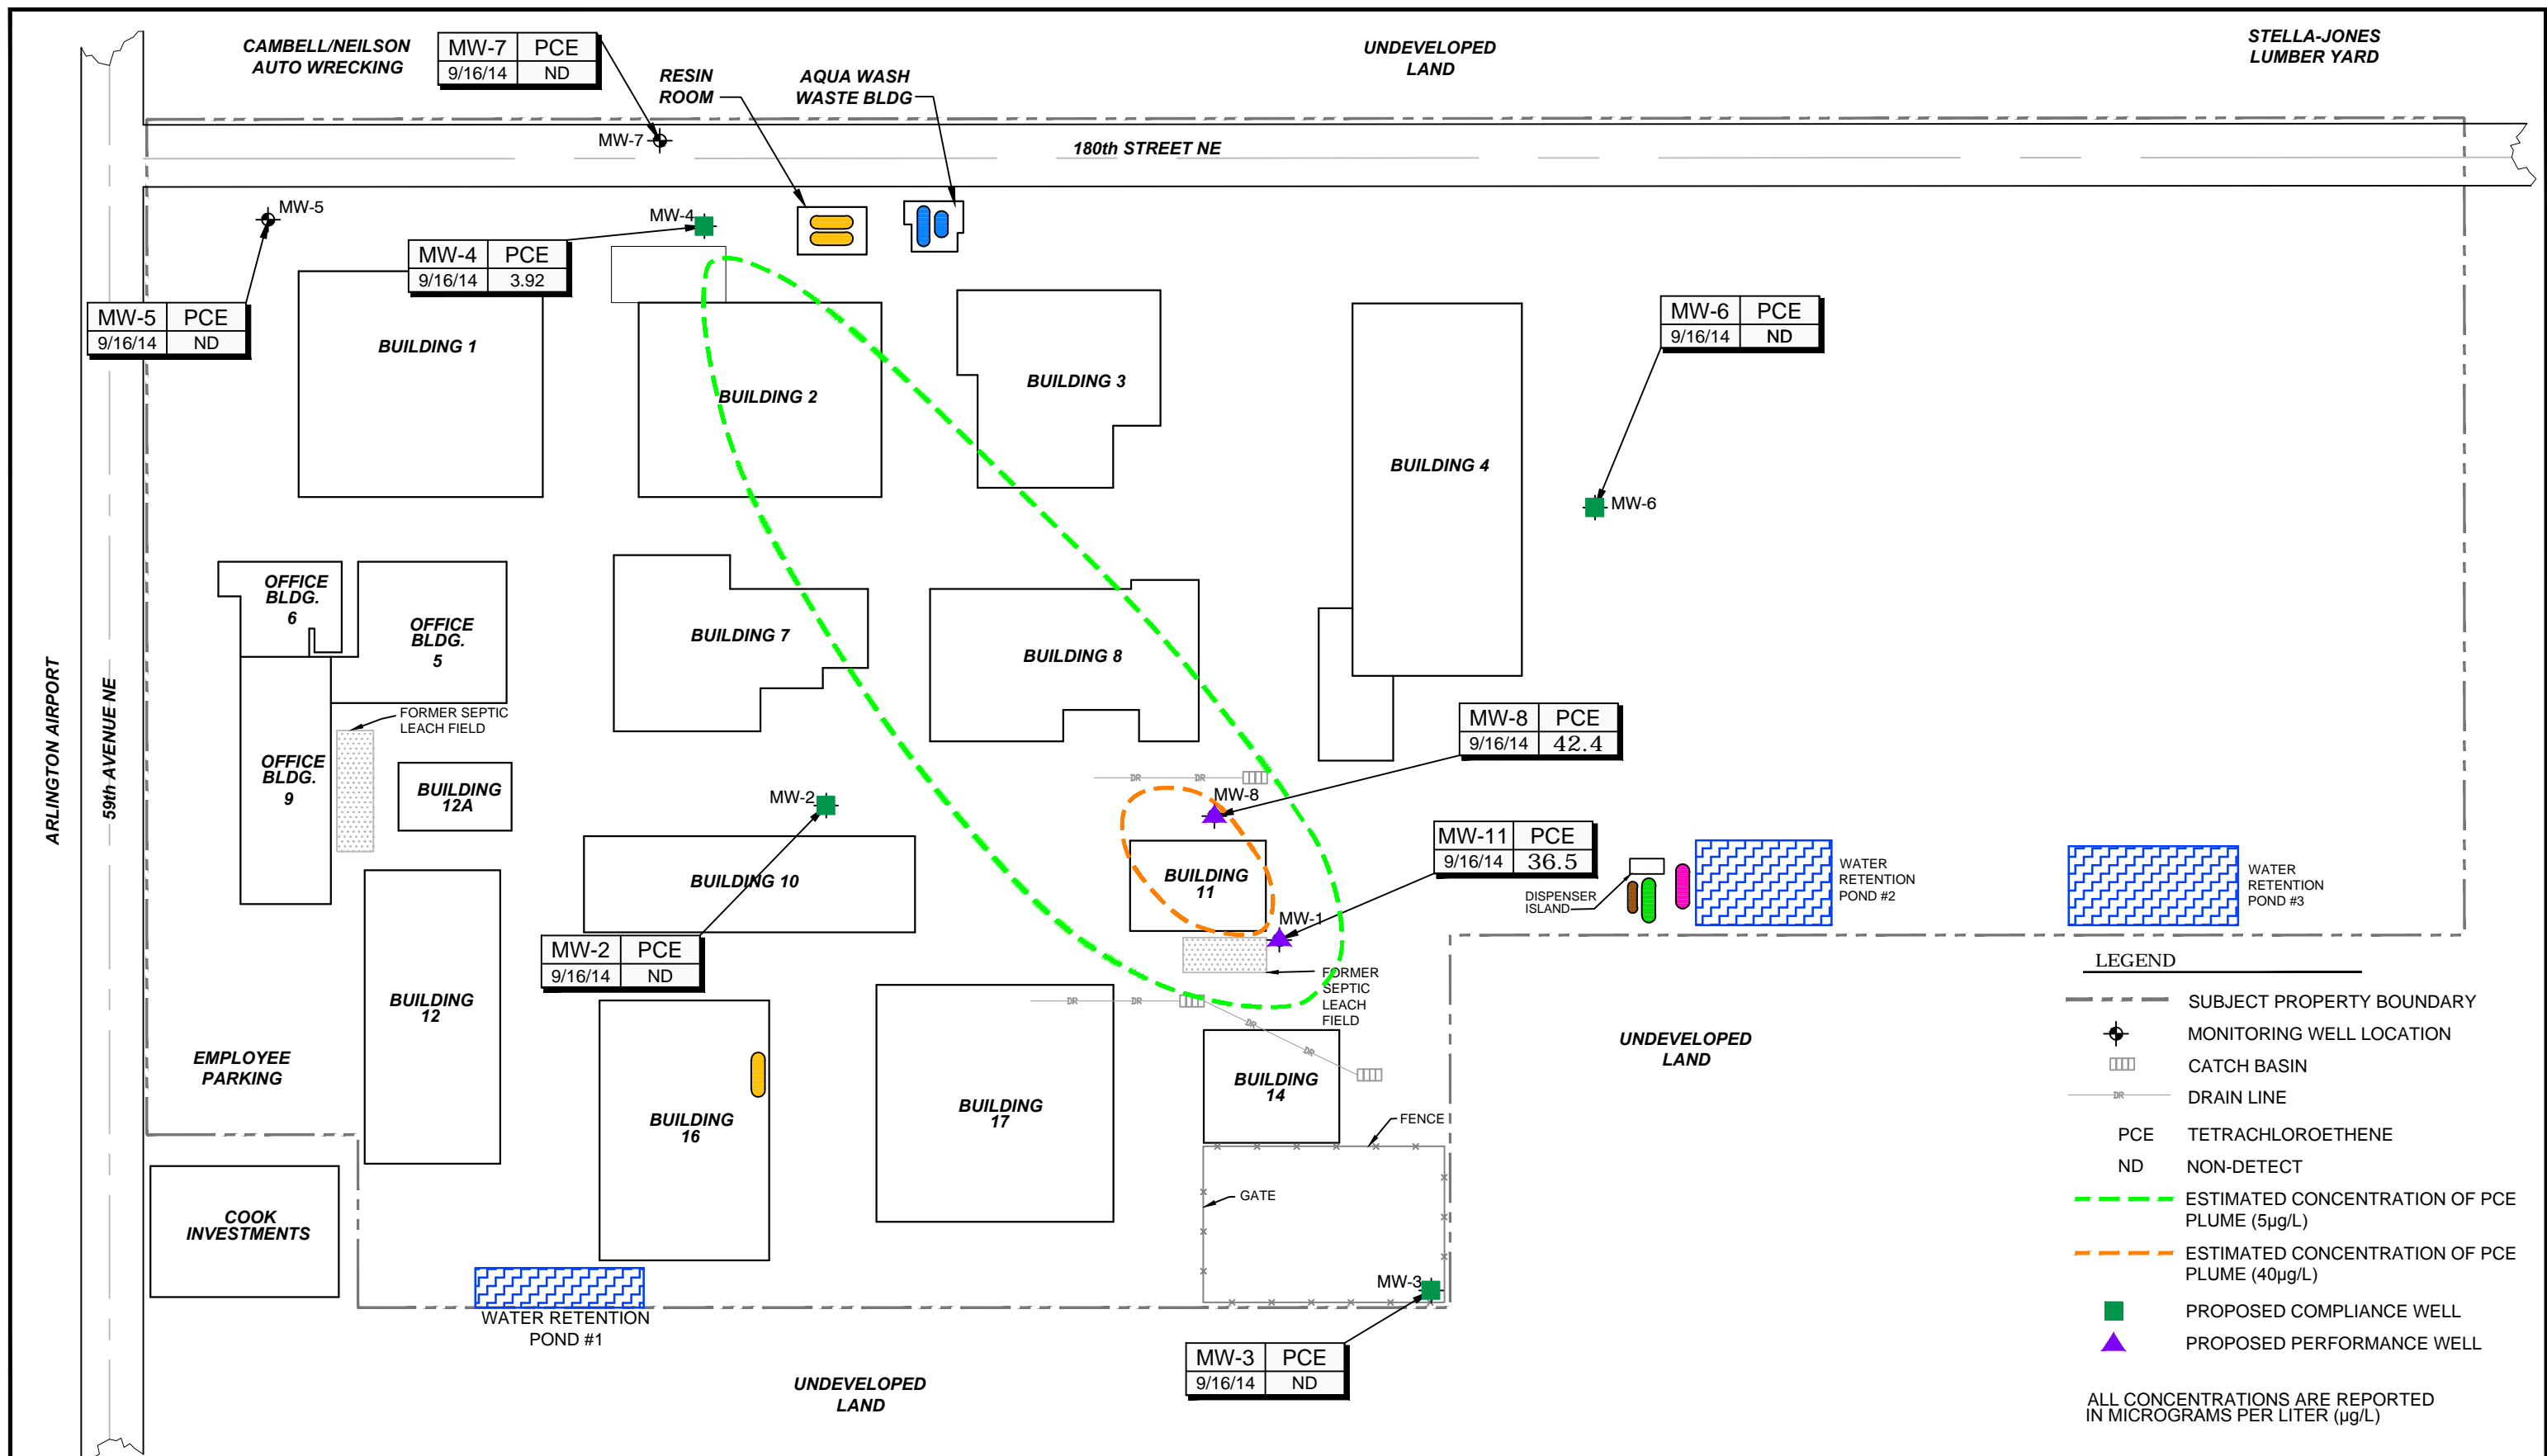 CAMBELL/NEILSON
AUTO WRECKING
MW-7 PCE
9/16/14 ND
RESIN
ROOM
AQUA WASH
WASTE BLDG
UNDEVELOPED
LAND
STELLA-JONES
LUMBER YARD
MW-7
180th STREET NE
MW-5
MW-4
MW-4 PCE
9/16/14 3.92
MW-5 PCE
9/16/14 ND
BUILDING 1
BUILDING 2
BUILDING 3
BUILDING 4
MW-6 PCE
9/16/14 ND
MW-6
OFFICE
BLDG.
6
OFFICE
BLDG.
5
BUILDING 7
BUILDING 8
ARLINGTON AIRPORT
59th AVENUE NE
FORMER SEPTIC
LEACH FIELD
OFFICE
BLDG.
9
BUILDING
12A
MW-8 PCE
9/16/14 42.4
DR DR
MW-2
MW-8
MW-11 PCE
9/16/14 36.5
BUILDING 10
BUILDING
11
MW-1
DISPENSER
ISLAND
WATER
RETENTION
POND #2
WATER
RETENTION
POND #3
MW-2 PCE
9/16/14 ND
FORMER
SEPTIC
LEACH
FIELD
BUILDING
12
DR DR
DR
DR
EMPLOYEE
PARKING
BUILDING
16
BUILDING
17
BUILDING
14
UNDEVELOPED
LAND
FENCE
GATE
COOK
INVESTMENTS
MW-3
WATER RETENTION
POND #1
MW-3 PCE
9/16/14 ND
UNDEVELOPED
LAND
LEGEND
SUBJECT PROPERTY BOUNDARY
MONITORING WELL LOCATION
CATCH BASIN
DR DRAIN LINE
PCE TETRACHLOROETHENE
ND NON-DETECT
ESTIMATED CONCENTRATION OF PCE
PLUME (5µg/L)
ESTIMATED CONCENTRATION OF PCE
PLUME (40µg/L)
PROPOSED COMPLIANCE WELL
PROPOSED PERFORMANCE WELL
ALL CONCENTRATIONS ARE REPORTED
IN MICROGRAMS PER LITER (µg/L)